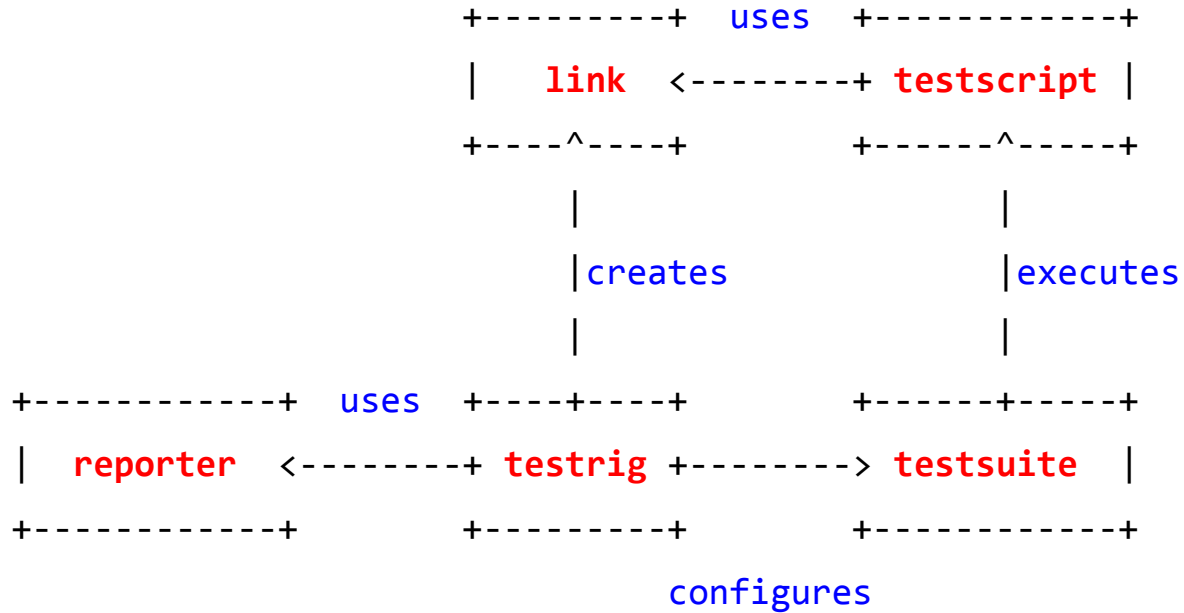 +---------+  uses  +------------+
|   link  <--------+ testscript |
+----^----+        +------^-----+
|                   |
|creates            |executes
|                   |
+------------+  uses  +----+----+        +------+-----+
|  reporter  <--------+ testrig +--------> testsuite  |
+------------+        +---------+        +------------+
configures